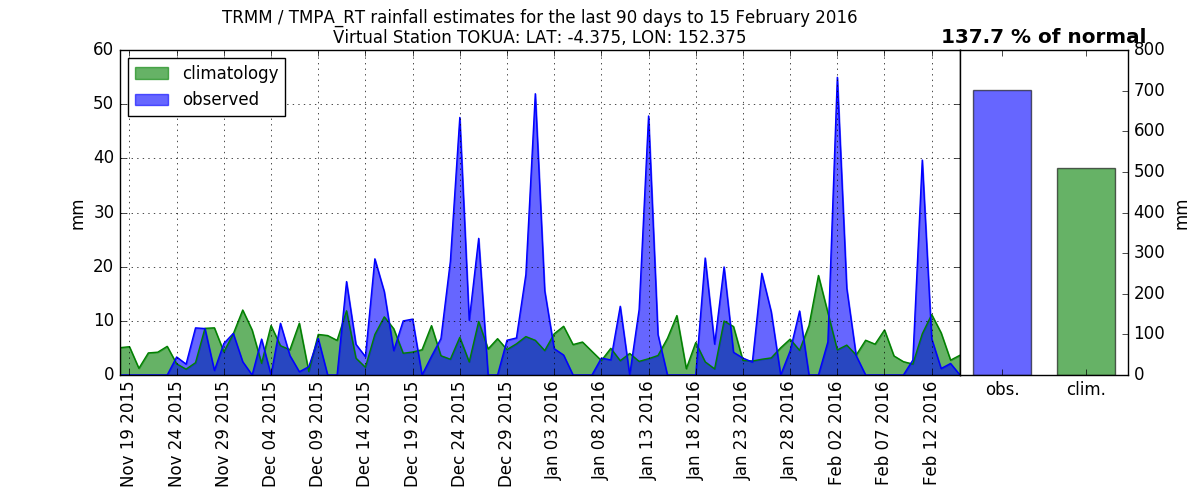 TRMM / TMPA_RT rainfall estimates for the last 90 days to 15 February 2016
Virtual Station TOKUA: LAT: -4.375, LON: 152.375
137.7 % of normal
climatology
observed
60
50
40
30
20
10
0
mm
Nov 19 2015
Nov 24 2015
Nov 29 2015
Dec 04 2015
Dec 09 2015
Dec 14 2015
Dec 19 2015
Dec 24 2015
Dec 29 2015
Jan 03 2016
Jan 08 2016
Jan 13 2016
Jan 18 2016
Jan 23 2016
Jan 28 2016
Feb 02 2016
Feb 07 2016
Feb 12 2016
obs.
clim.
800
700
600
500
400
300
200
100
0
mm